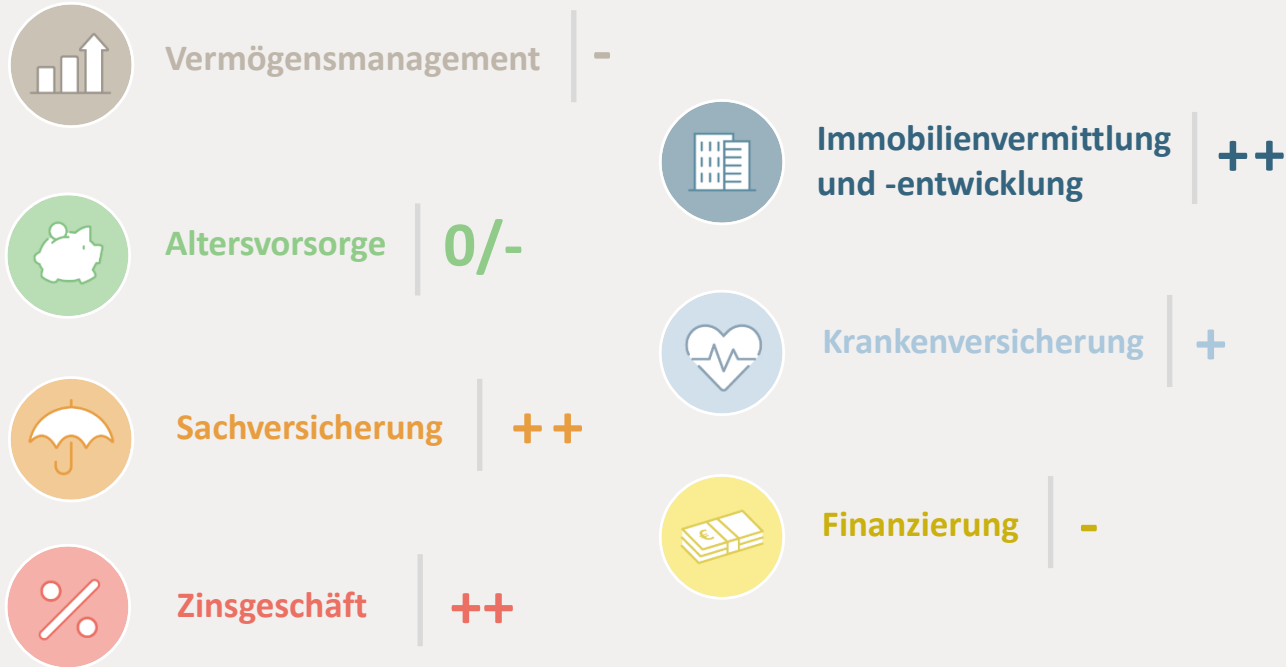 Vermögensmanagement -
Altersvorsorge 0/-
Sachversicherung ++
Zinsgeschäft ++
Immobilienvermittlung
und -entwicklung ++
Krankenversicherung +
€
Finanzierung -